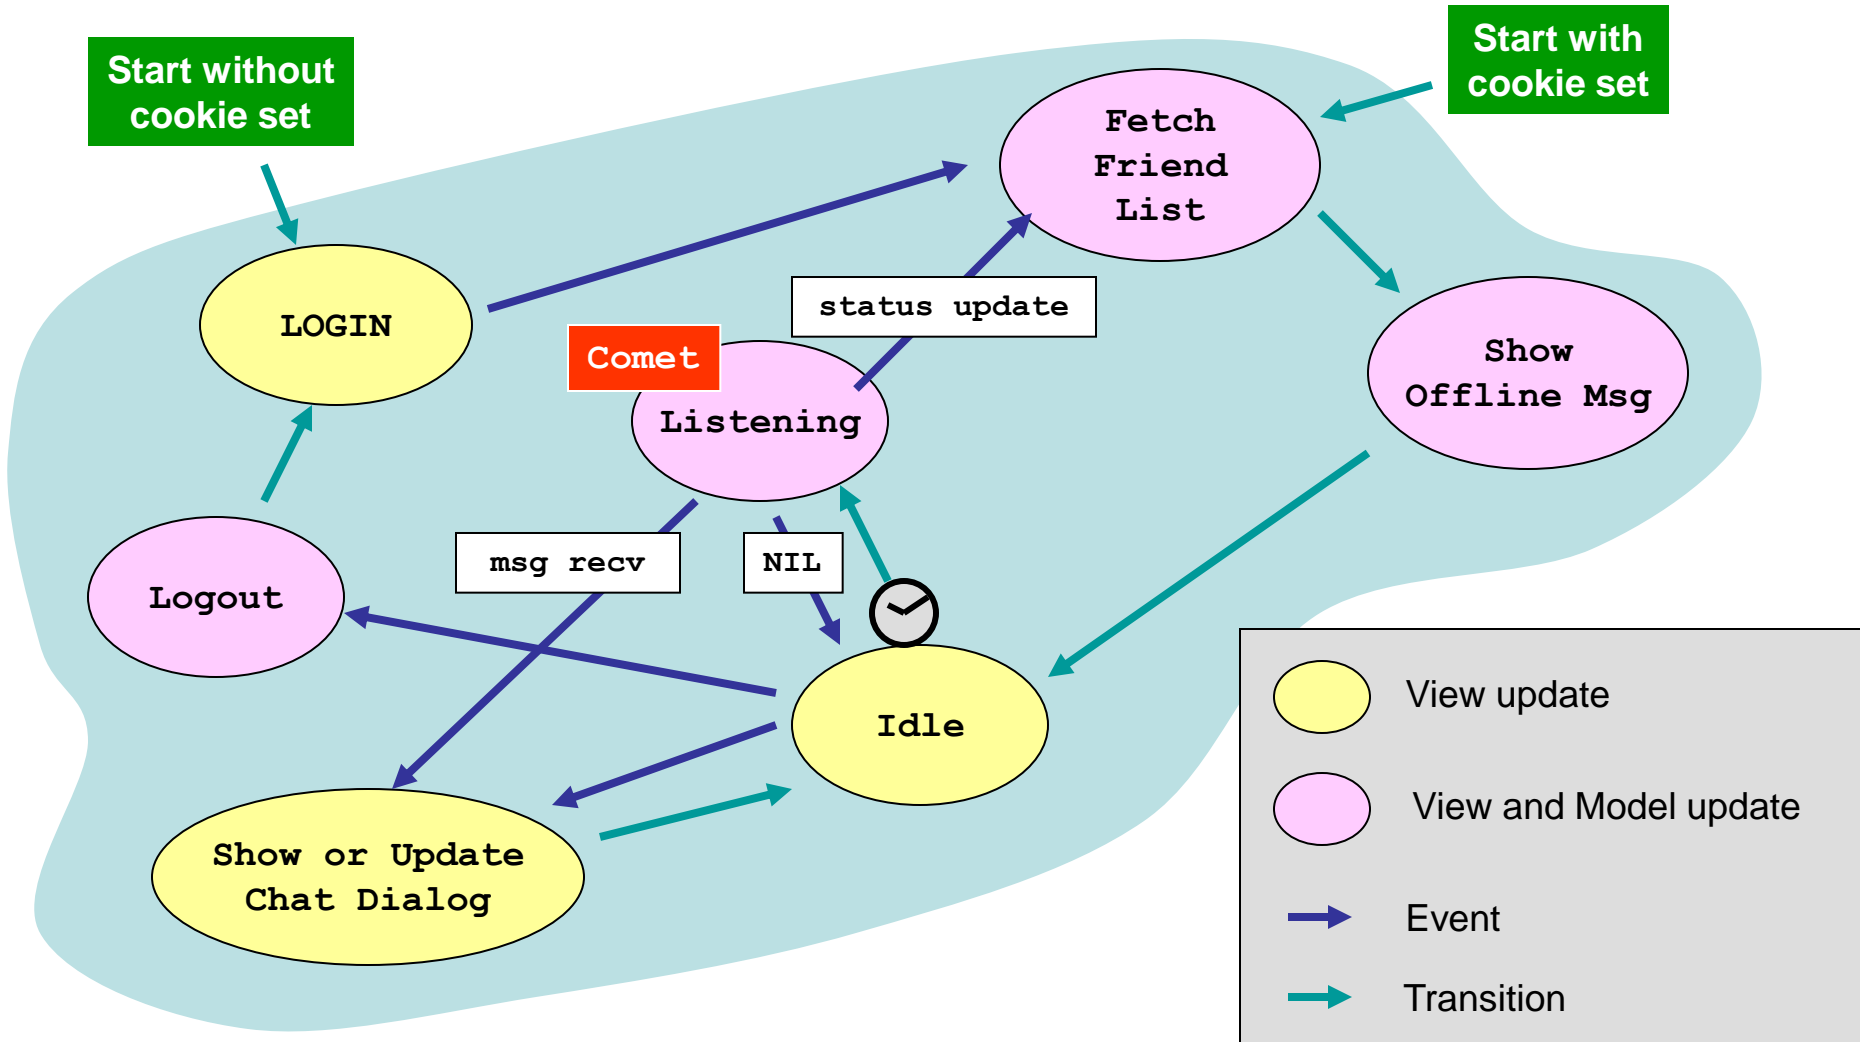 Start without
cookie set
Start with
cookie set
Fetch
Friend
List
status update
LOGIN
Comet
Listening
Show
Offline Msg
msg recv
NIL
Logout
Idle
Show or Update
Chat Dialog
View update
View and Model update
Event
Transition